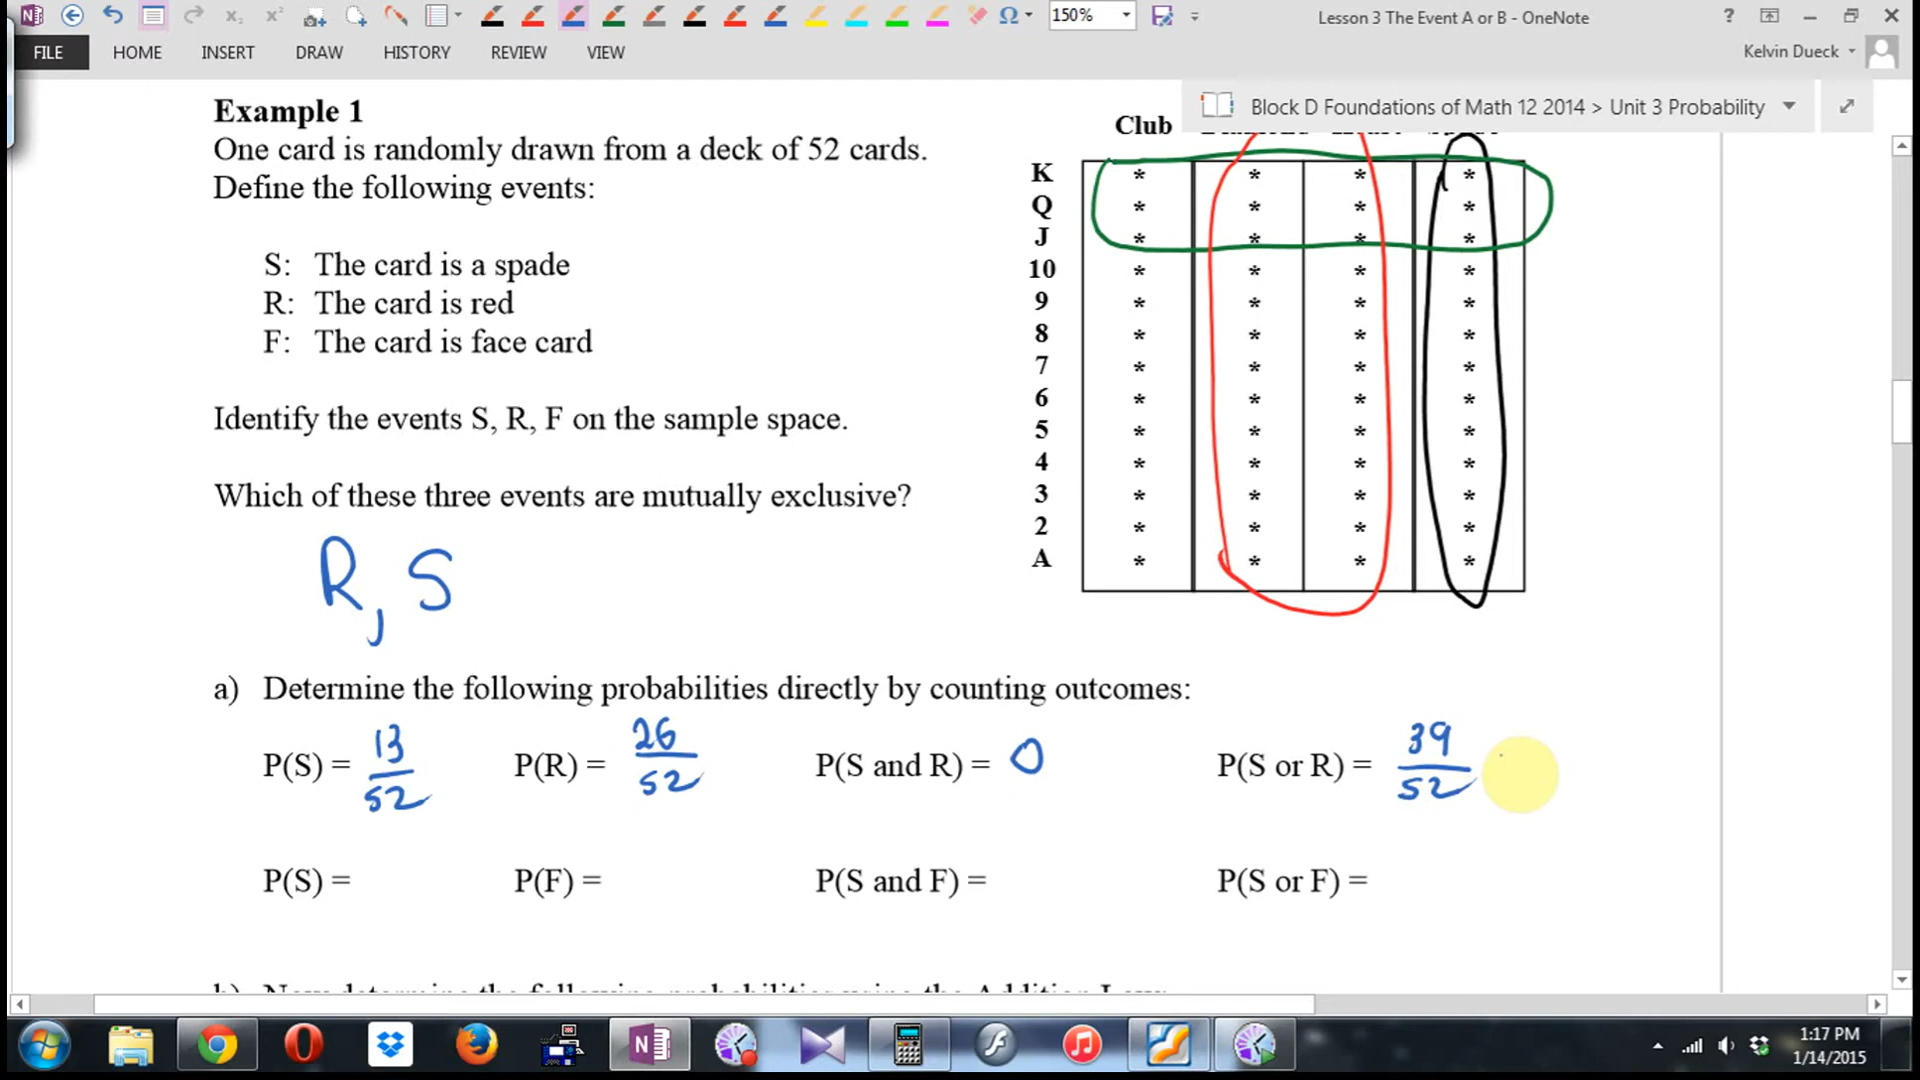 Lesson 3 The Event A or B - OneNote
150%
FILE HOME INSERT DRAW HISTORY REVIEW VIEW
Kelvin Dueck
Block D Foundations of Math 12 2014 > Unit 3 Probability
Example 1
One card is randomly drawn from a deck of 52 cards.
Define the following events:
S: The card is a spade
R: The card is red
F: The card is face card
Identify the events S, R, F on the sample space.
Which of these three events are mutually exclusive?
R, S
Club
K * * * *
Q * * * *
J * * * *
10 * * * *
9 * * * *
8 * * * *
7 * * * *
6 * * * *
5 * * * *
4 * * * *
3 * * * *
2 * * * *
A * * * *
a) Determine the following probabilities directly by counting outcomes:
P(S) = 13/52 P(R) = 26/52 P(S and R) = 0 P(S or R) = 39/52
P(S) = P(F) = P(S and F) = P(S or F) =
1:17 PM
1/14/2015